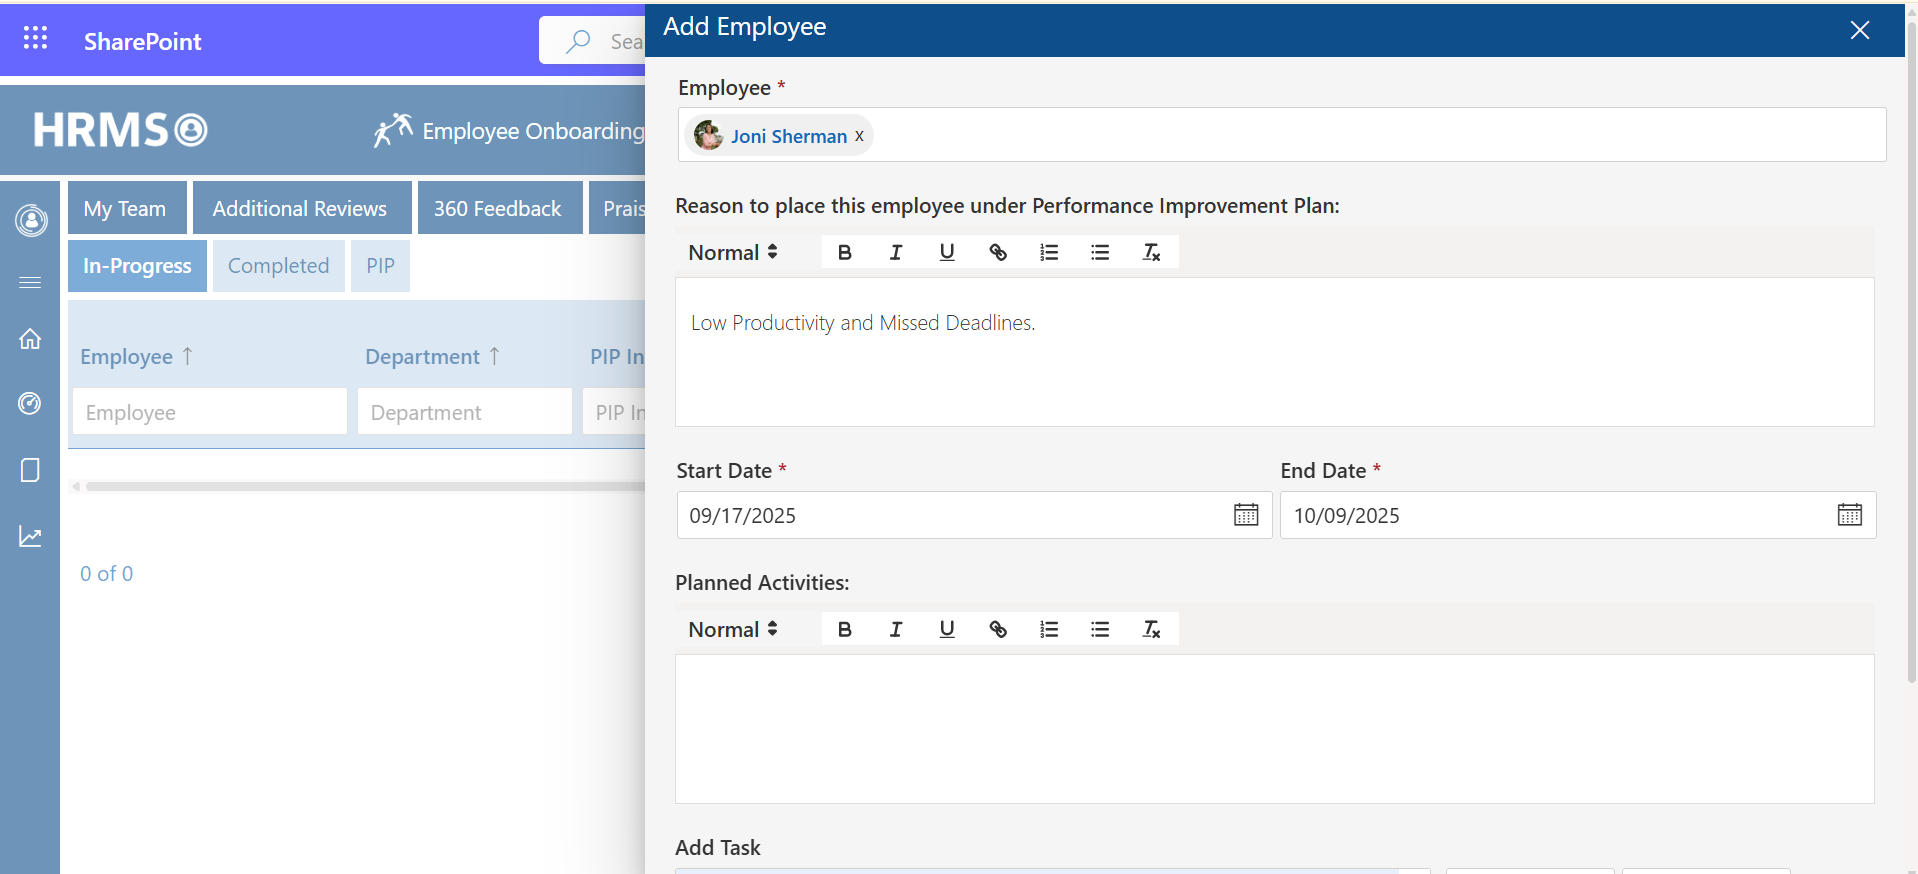 SharePoint
Sea
Add Employee
HRMS
Employee Onboarding
My Team
Additional Reviews
360 Feedback
Prais
In-Progress
Completed
PIP
Employee ↑
Department ↑
PIP In
Employee
Department
PIP In
0 of 0
Employee *
Joni Sherman x
Reason to place this employee under Performance Improvement Plan:
Normal
B I U
Low Productivity and Missed Deadlines.
Start Date *
End Date *
09/17/2025
10/09/2025
Planned Activities:
Normal
B I U
Add Task